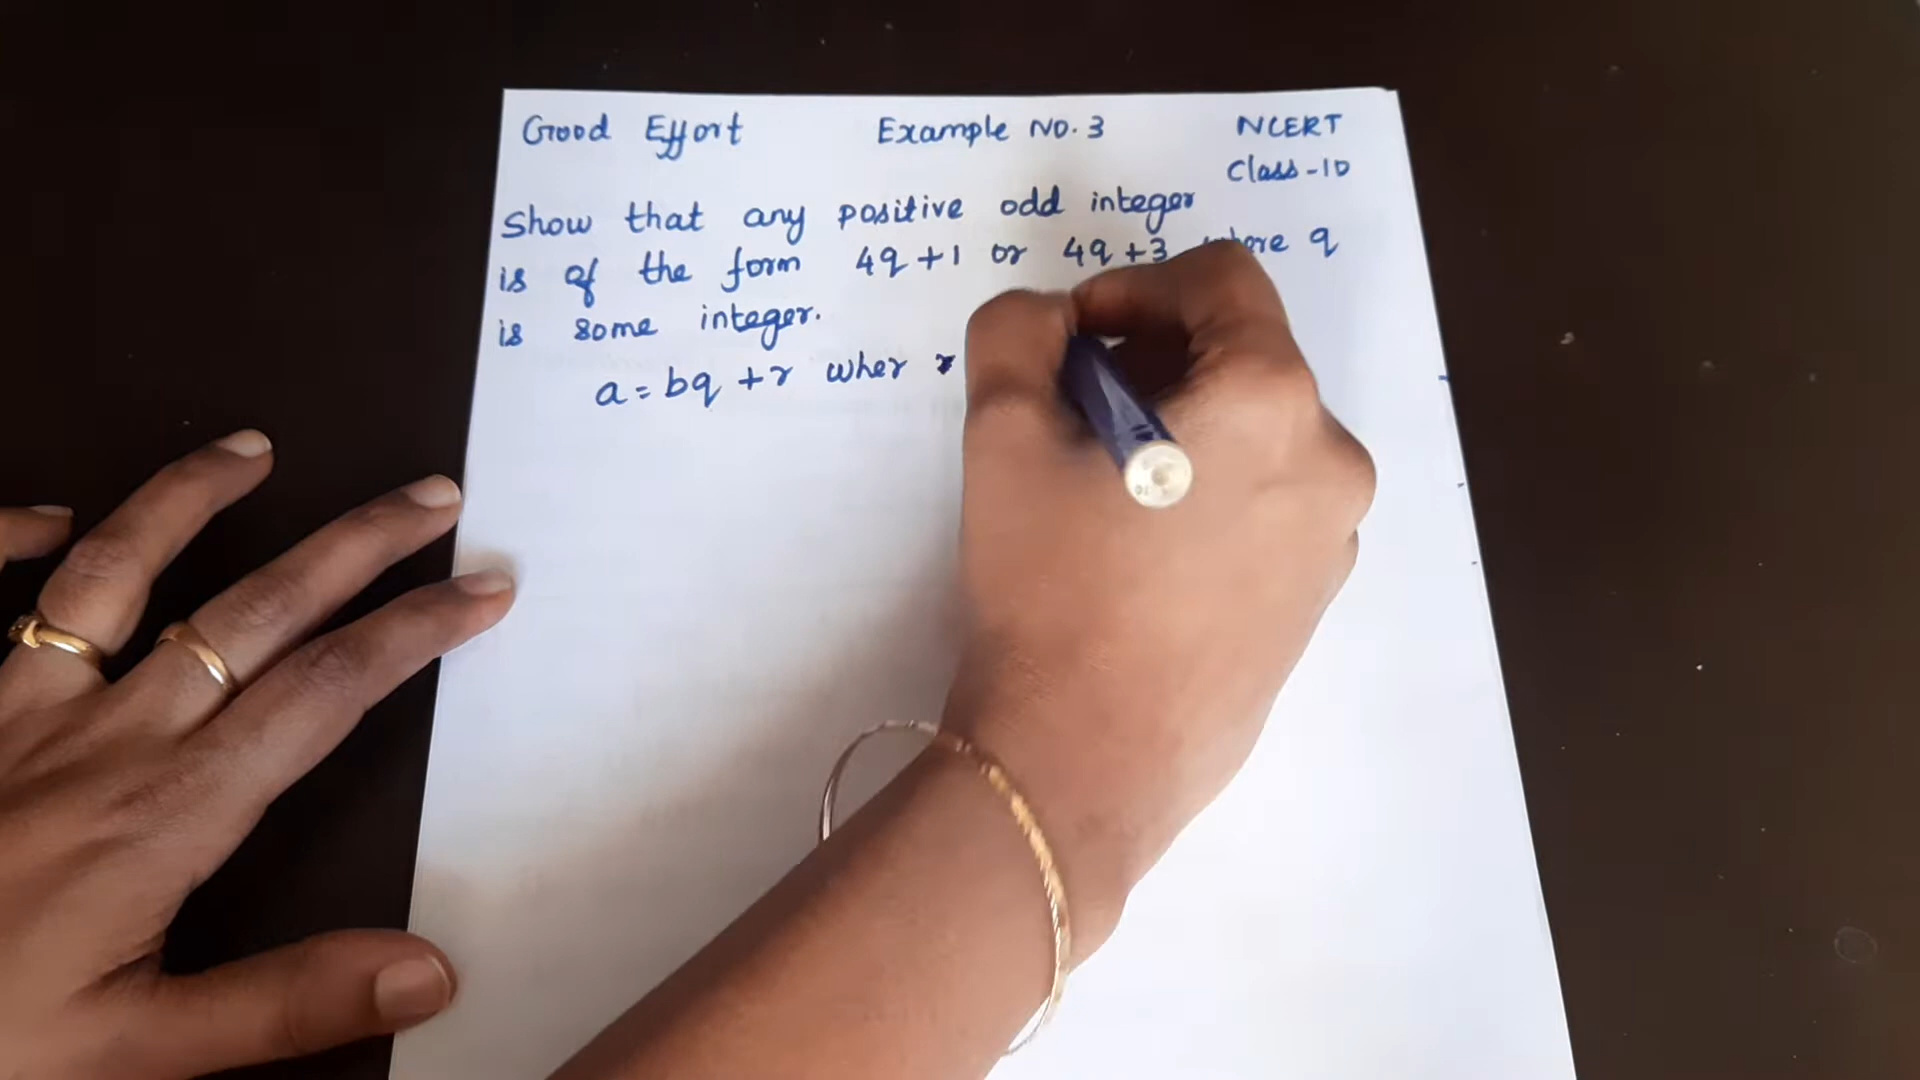 Good Effort Example No. 3 NCERT
Class-10
Show that any positive odd integer
is of the form 4q+1 or 4q+3 where q
is some integer.
a=bq+r wher